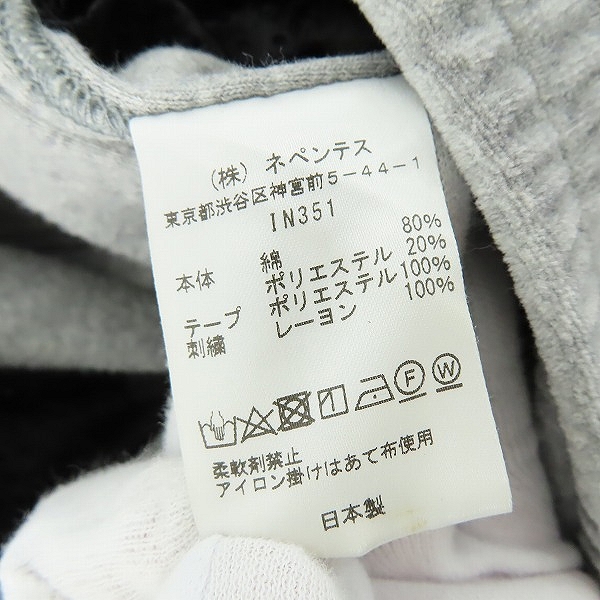 (株) ネペンテス
東京都渋谷区神宮前5-44-1
IN351
本体 綿 80%
ポリエステル 20%
テープ ポリエステル 100%
刺繍 レーヨン 100%
F W
柔軟剤禁止
アイロン掛けはあて布使用
日本製